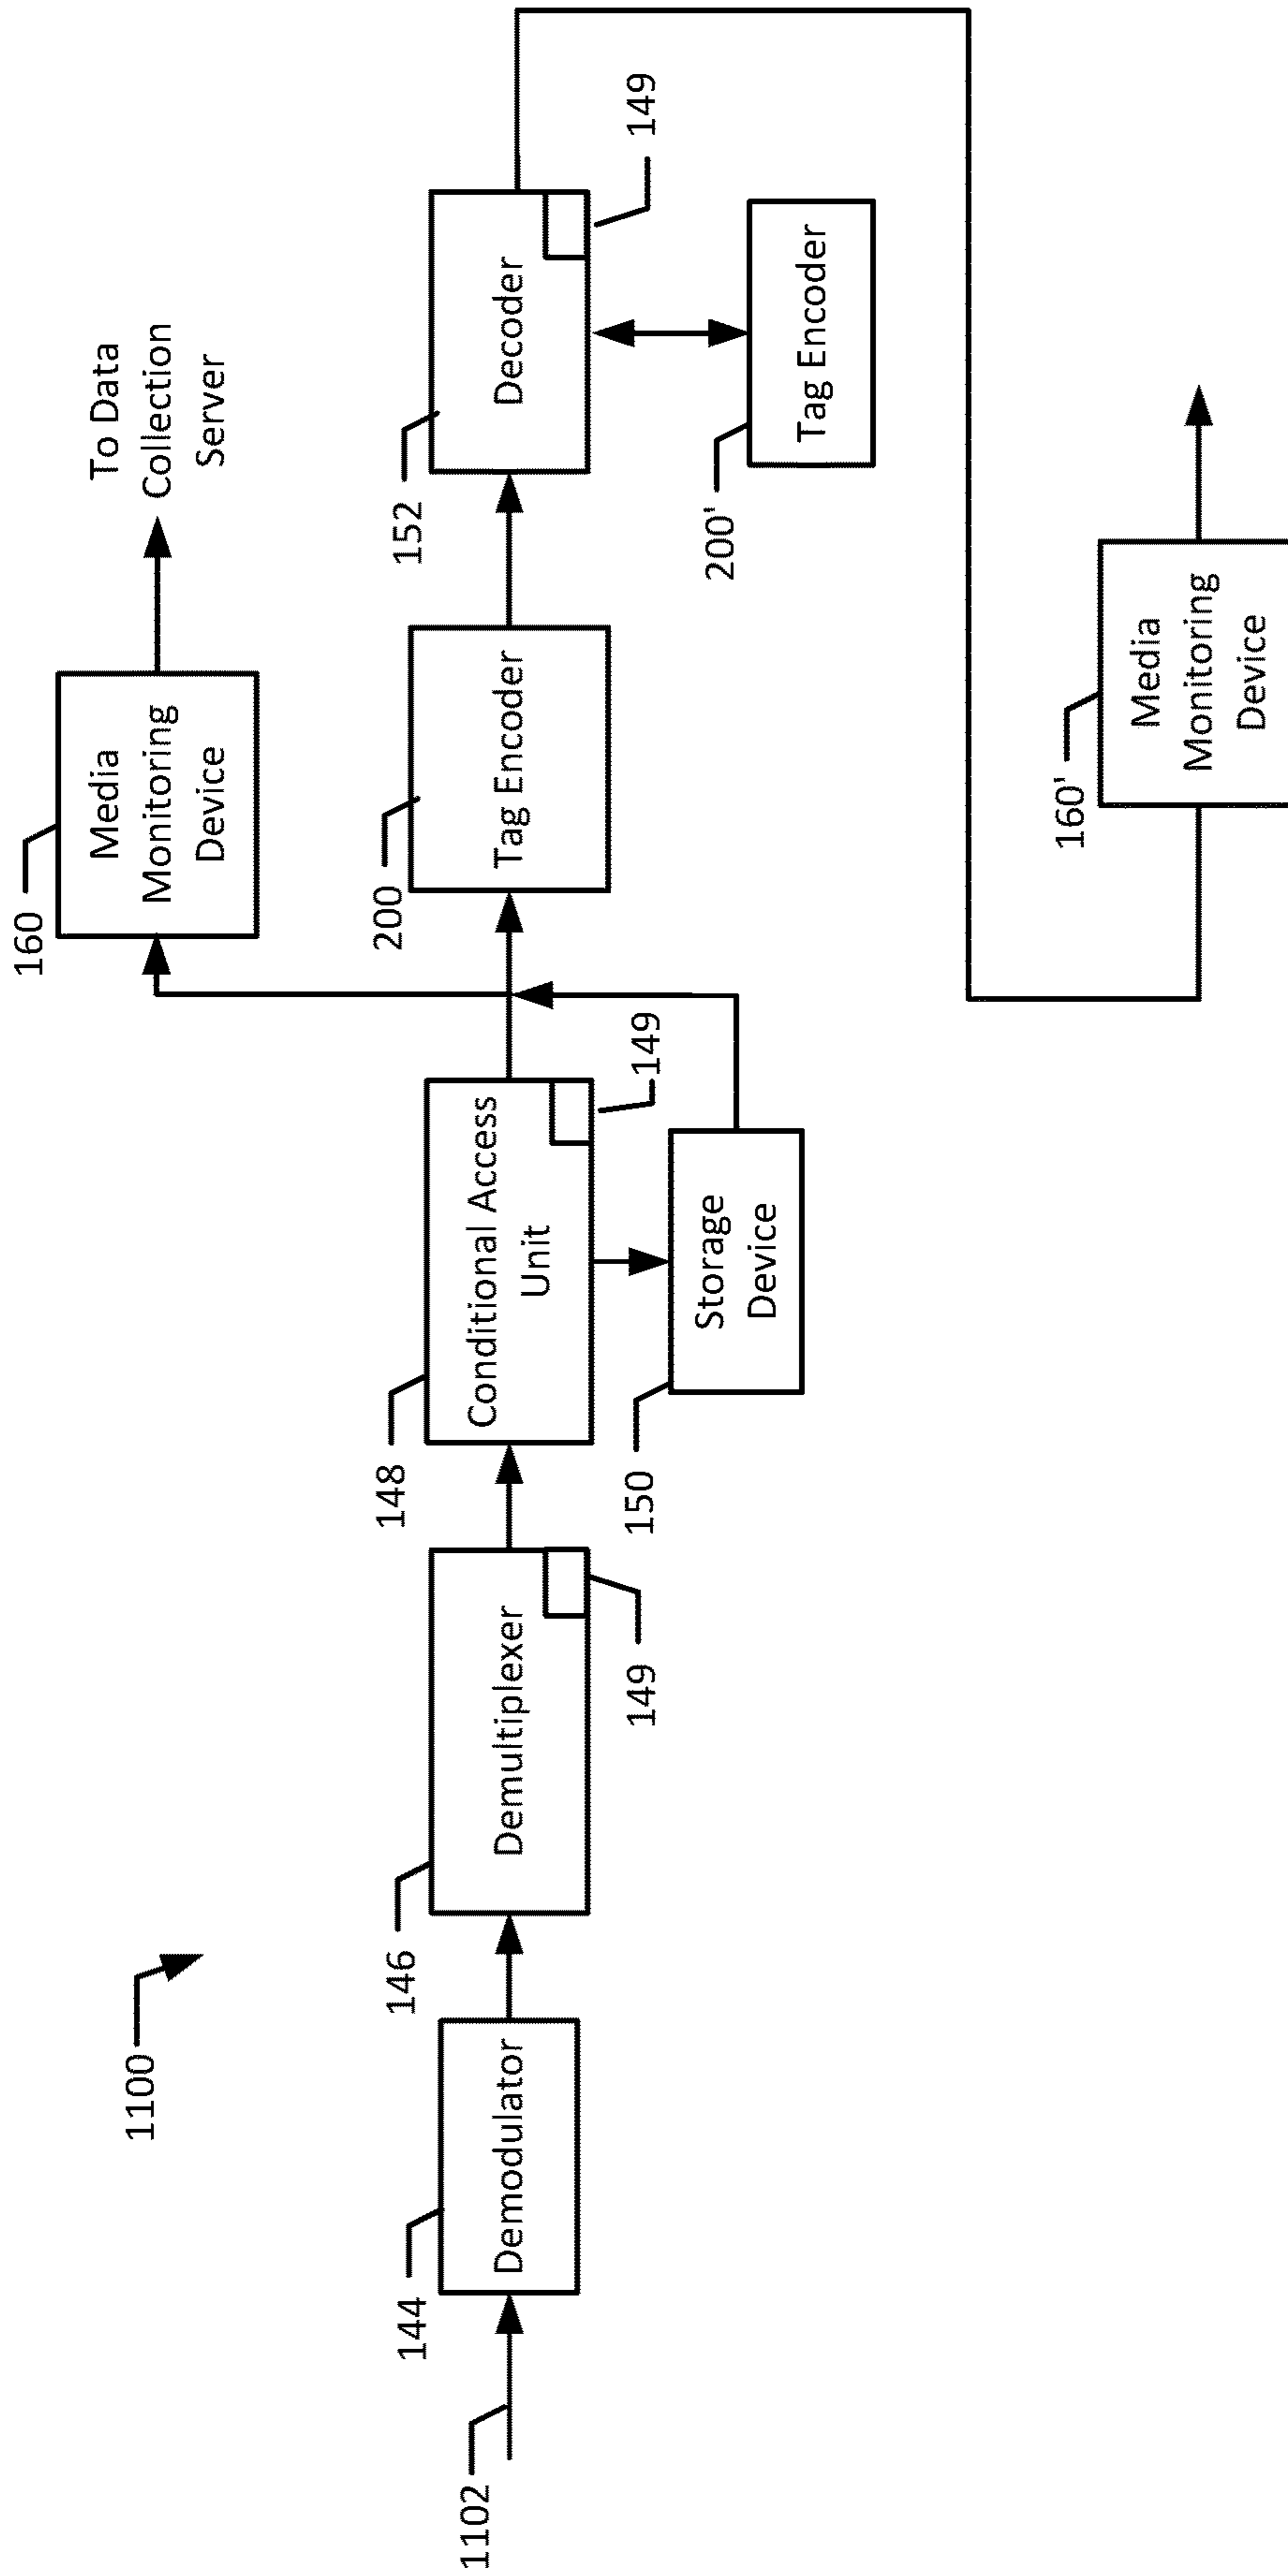 1100
1102
144
Demodulator
146
Demultiplexer
149
148
Conditional Access
Unit
149
150
Storage
Device
160
Media
Monitoring
Device
To Data
Collection
Server
200
Tag Encoder
152
Decoder
149
200'
Tag Encoder
160'
Media
Monitoring
Device